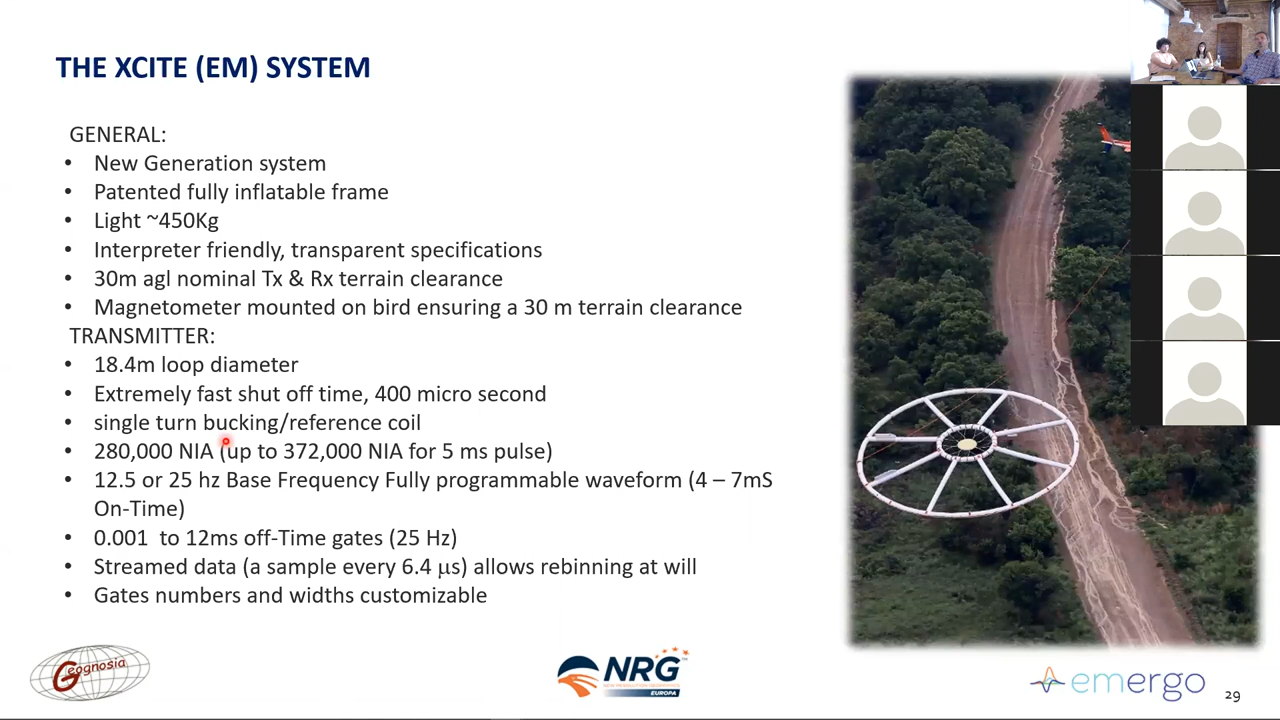 THE XCITE (EM) SYSTEM
GENERAL:
• New Generation system
• Patented fully inflatable frame
• Light ~450Kg
• Interpreter friendly, transparent specifications
• 30m agl nominal Tx & Rx terrain clearance
• Magnetometer mounted on bird ensuring a 30 m terrain clearance
TRANSMITTER:
• 18.4m loop diameter
• Extremely fast shut off time, 400 micro second
• single turn bucking/reference coil
• 280,000 NIA (up to 372,000 NIA for 5 ms pulse)
• 12.5 or 25 hz Base Frequency Fully programmable waveform (4 – 7mS
On-Time)
• 0.001 to 12ms off-Time gates (25 Hz)
• Streamed data (a sample every 6.4 μs) allows rebinning at will
• Gates numbers and widths customizable
Geognosia
NRG
EUROPA
emergo
29